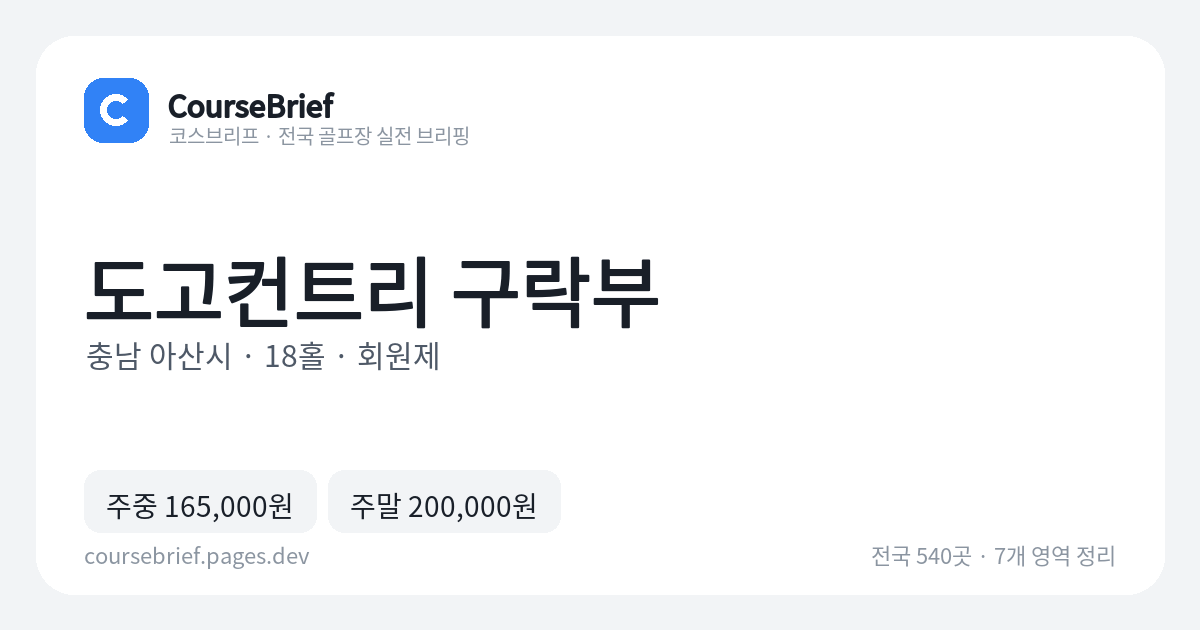 CourseBrief
코스브리프 · 전국 골프장 실전 브리핑
도고컨트리 구락부
충남 아산시 · 18홀 · 회원제
주중 165,000원 주말 200,000원
coursebrief.pages.dev 전국 540곳 · 7개 영역 정리